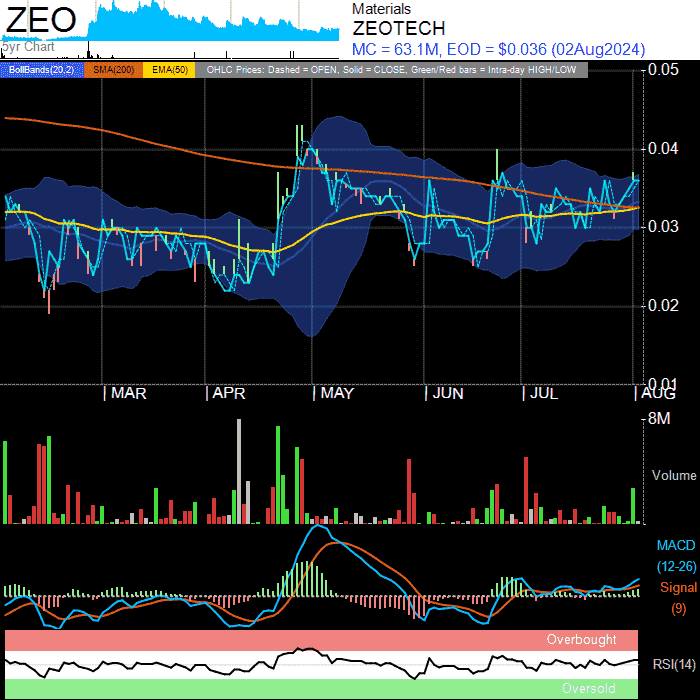 ZEO
5yr Chart
Materials
ZEOTECH
MC = 63.1M, EOD = $0.036 (02Aug2024)
BollBands(20,2) SMA(200) EMA(50) OHLC Prices: Dashed = OPEN, Solid = CLOSE, Green/Red bars = Intra-day HIGH/LOW
0.05
0.04
0.03
0.02
0.01
MAR APR MAY JUN JUL AUG
8M
Volume
MACD
(12-26)
Signal
(9)
Overbought
RSI(14)
Oversold